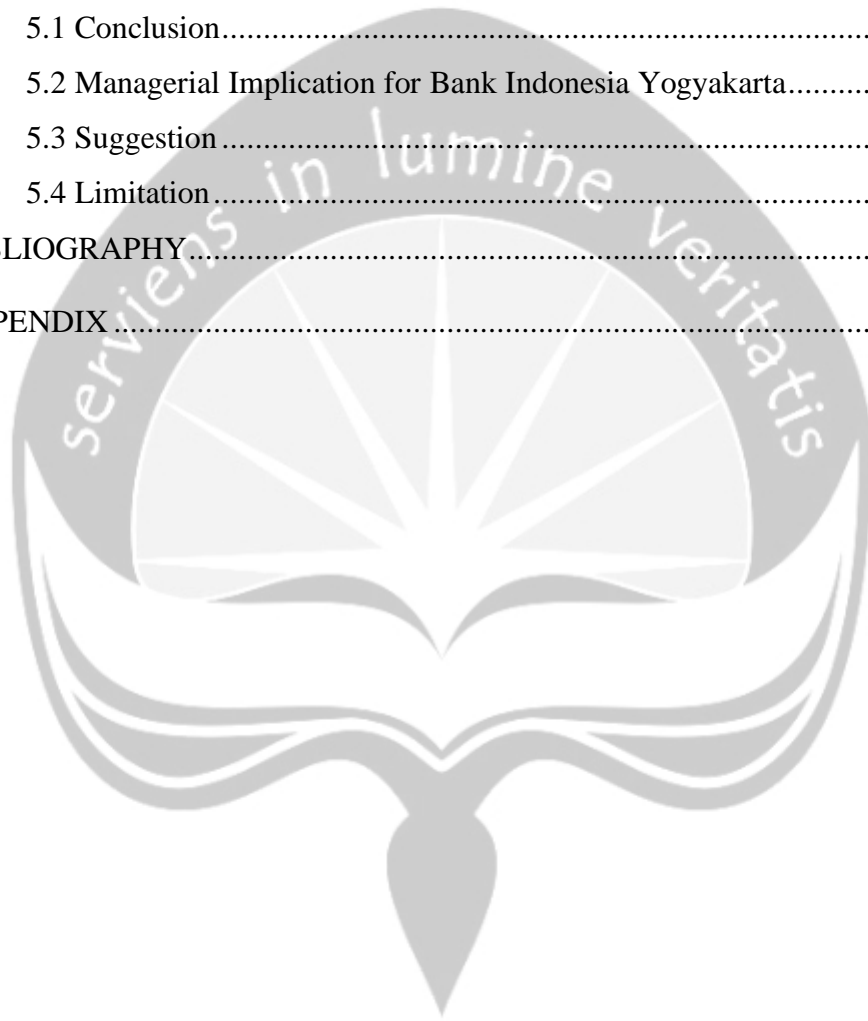 5.1 Conclusion....................................................................................
5.2 Managerial Implication for Bank Indonesia Yogyakarta..........
5.3 Suggestion....................................................................................
5.4 Limitation.....................................................................................
BLIOGRAPHY........................................................................................
PENDIX..................................................................................................
serviens in lumine veritatis